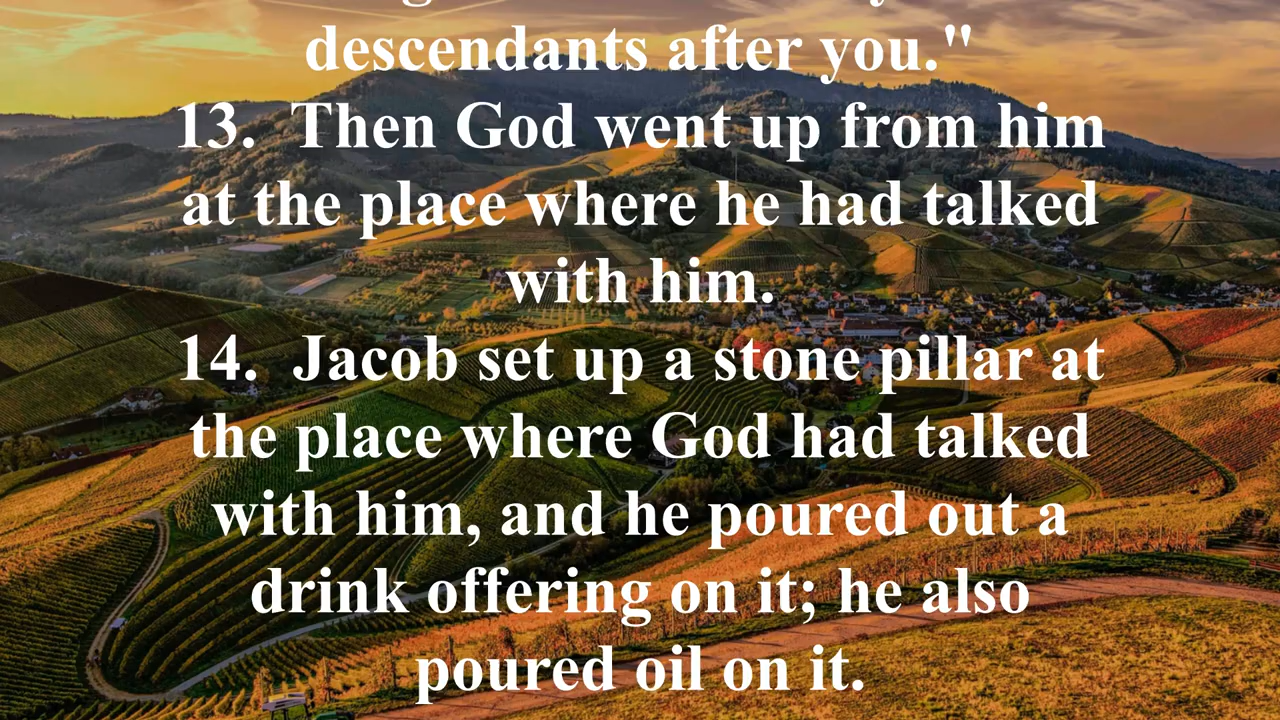 descendants after you."
13. Then God went up from him
at the place where he had talked
with him.
14. Jacob set up a stone pillar at
the place where God had talked
with him, and he poured out a
drink offering on it; he also
poured oil on it.